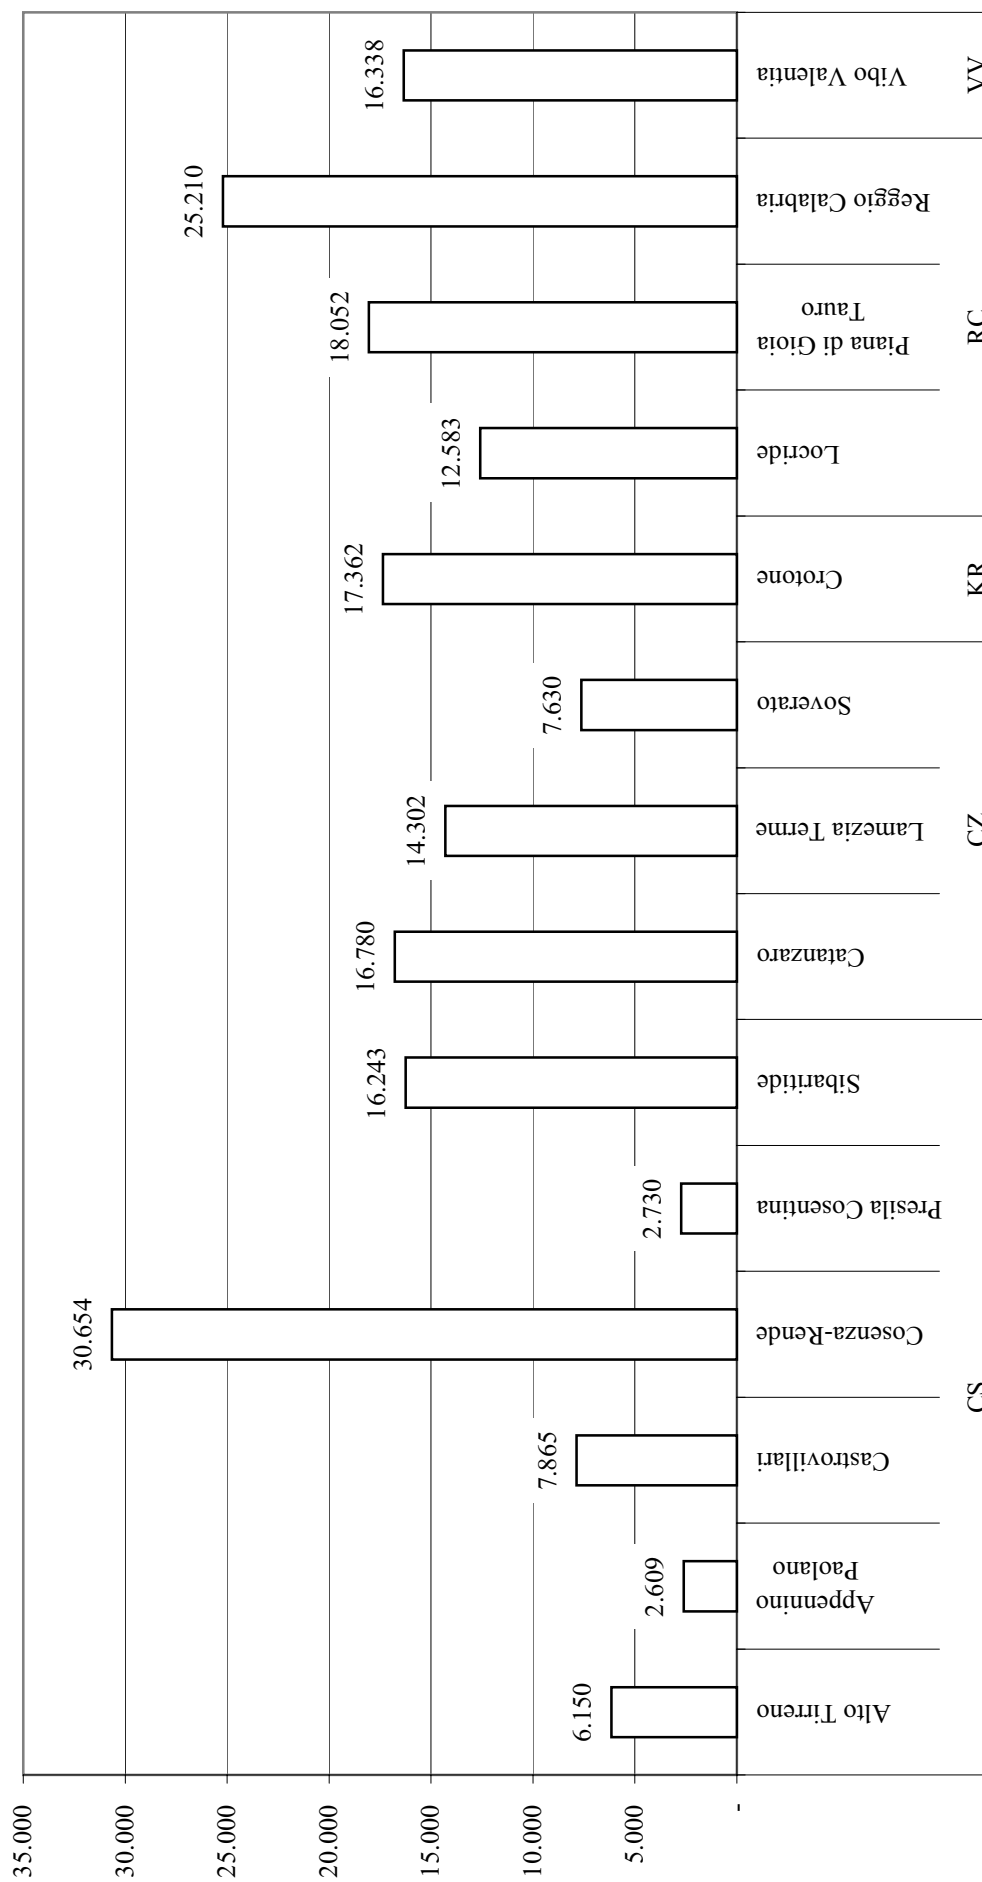 35.000
30.000
25.000
20.000
15.000
10.000
5.000
-
6.150
2.609
7.865
30.654
2.730
16.243
16.780
14.302
7.630
17.362
12.583
18.052
25.210
16.338
Alto Tirreno
Appennino
Paolano
Castrovillari
Cosenza-Rende
Presila Cosentina
Sibaritide
Catanzaro
Lamezia Terme
Soverato
Crotone
Locride
Piana di Gioia
Tauro
Reggio Calabria
Vibo Valentia
CS
CZ
KR
RC
VV